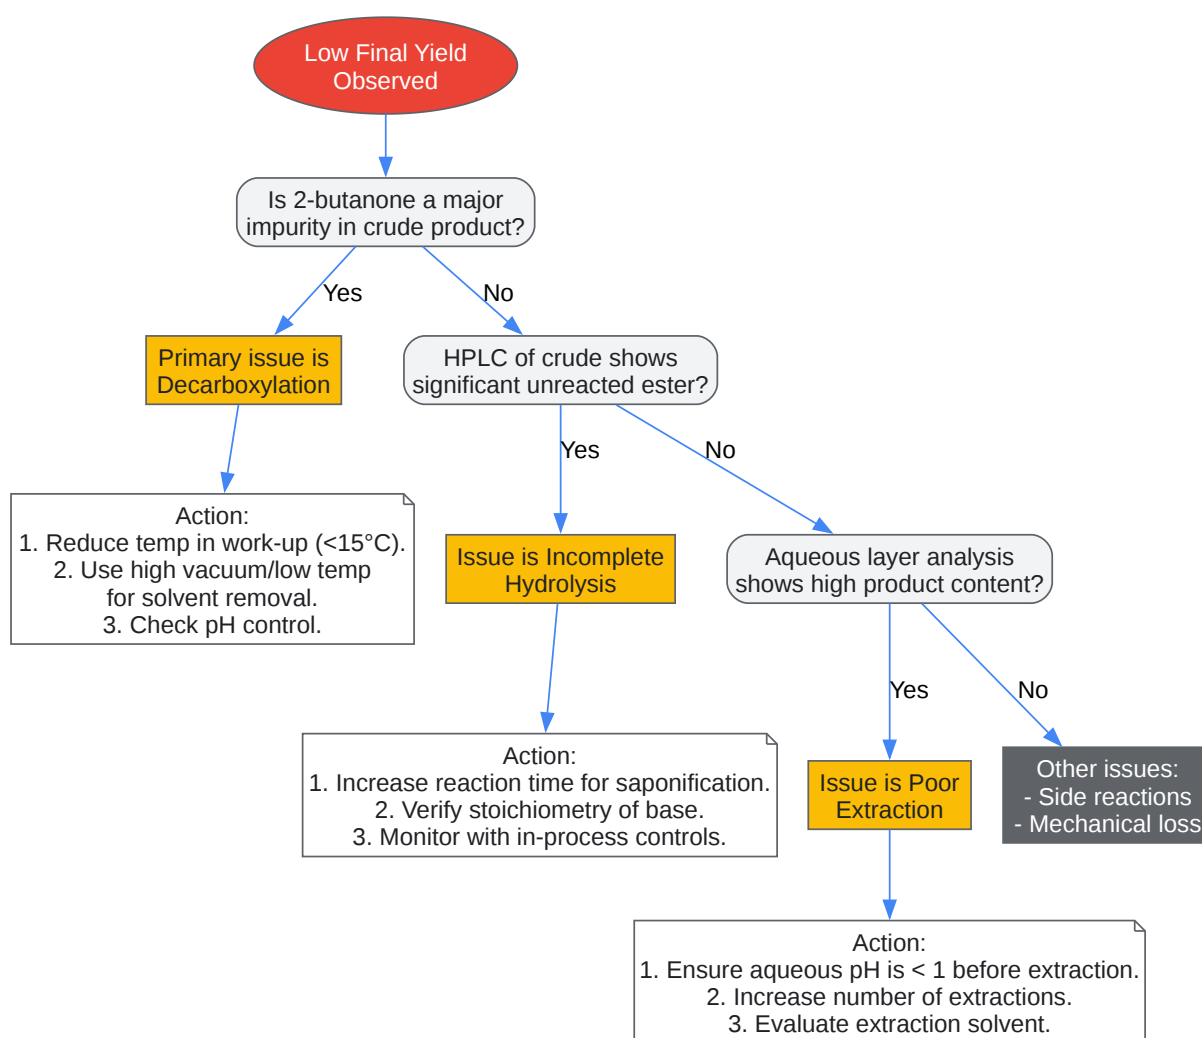 Low Final Yield
Observed
Is 2-butanone a major
impurity in crude product?
Yes
No
Primary issue is
Decarboxylation
HPLC of crude shows
significant unreacted ester?
Yes
No
Action:
1. Reduce temp in work-up (<15°C).
2. Use high vacuum/low temp
for solvent removal.
3. Check pH control.
Issue is Incomplete
Hydrolysis
Aqueous layer analysis
shows high product content?
Yes
No
Action:
1. Increase reaction time for saponification.
2. Verify stoichiometry of base.
3. Monitor with in-process controls.
Issue is Poor
Extraction
Other issues:
- Side reactions
- Mechanical loss
Action:
1. Ensure aqueous pH is < 1 before extraction.
2. Increase number of extractions.
3. Evaluate extraction solvent.